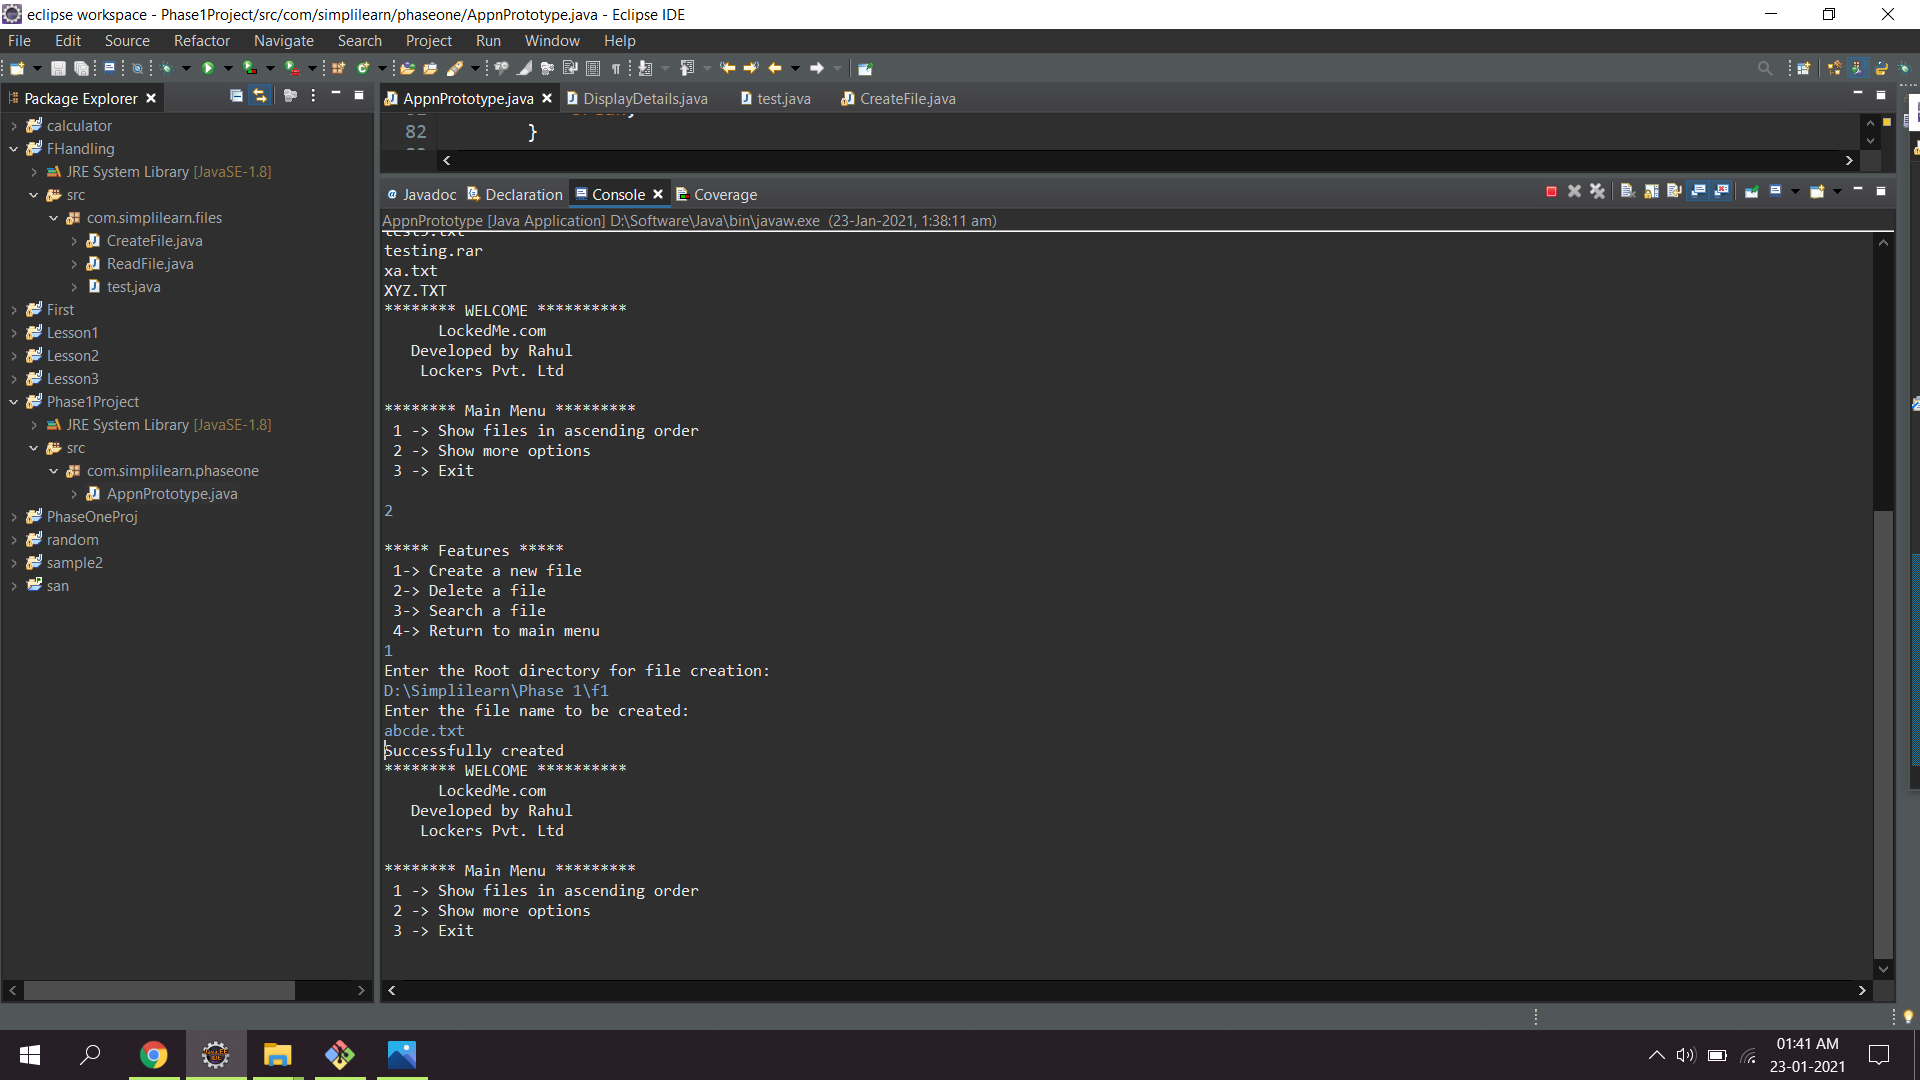 eclipse workspace - Phase1Project/src/com/simplilearn/phaseone/AppnPrototype.java - Eclipse IDE
File Edit Source Refactor Navigate Search Project Run Window Help
Package Explorer
calculator
FHandling
JRE System Library [JavaSE-1.8]
src
com.simplilearn.files
CreateFile.java
ReadFile.java
test.java
First
Lesson1
Lesson2
Lesson3
Phase1Project
JRE System Library [JavaSE-1.8]
src
com.simplilearn.phaseone
AppnPrototype.java
PhaseOneProj
random
sample2
san
AppnPrototype.java DisplayDetails.java test.java CreateFile.java
82 }
@ Javadoc Declaration Console Coverage
AppnPrototype [Java Application] D:\Software\Java\bin\javaw.exe (23-Jan-2021, 1:38:11 am)
testing.rar
xa.txt
XYZ.TXT
******** WELCOME **********
LockedMe.com
Developed by Rahul
Lockers Pvt. Ltd
******** Main Menu *********
1 -> Show files in ascending order
2 -> Show more options
3 -> Exit
2
***** Features *****
1-> Create a new file
2-> Delete a file
3-> Search a file
4-> Return to main menu
1
Enter the Root directory for file creation:
D:\Simplilearn\Phase 1\f1
Enter the file name to be created:
abcde.txt
Successfully created
******** WELCOME **********
LockedMe.com
Developed by Rahul
Lockers Pvt. Ltd
******** Main Menu *********
1 -> Show files in ascending order
2 -> Show more options
3 -> Exit
01:41 AM
23-01-2021